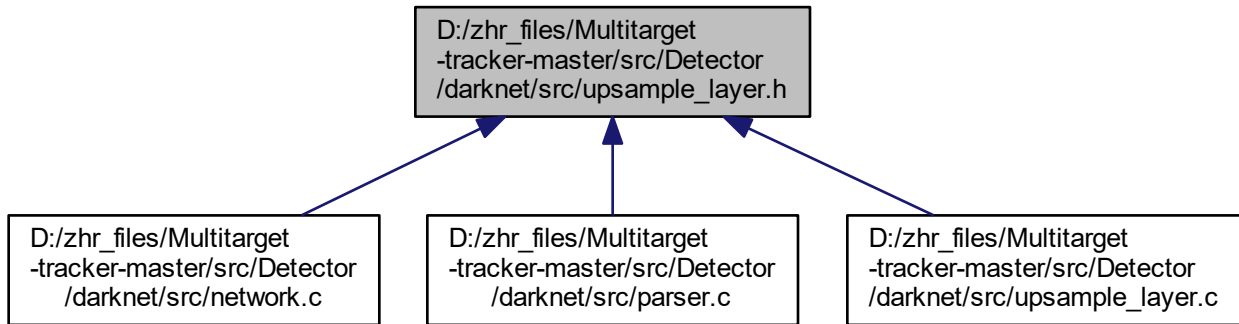 D:/zhr_files/Multitarget
-tracker-master/src/Detector
/darknet/src/upsample_layer.h
D:/zhr_files/Multitarget
-tracker-master/src/Detector
/darknet/src/network.c
D:/zhr_files/Multitarget
-tracker-master/src/Detector
/darknet/src/parser.c
D:/zhr_files/Multitarget
-tracker-master/src/Detector
/darknet/src/upsample_layer.c